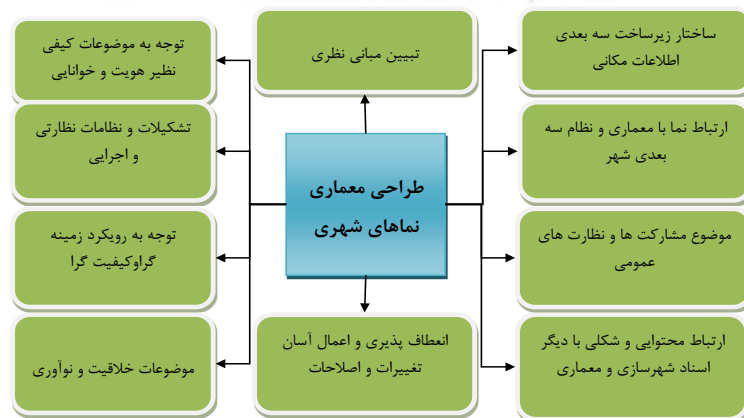 ساختار زیرساخت سه بعدی
اطلاعات مکانی
تبیین مبانی نظری
توجه به موضوعات کیفی
نظیر هویت و خوانایی
ارتباط نما با معماری و نظام سه
بعدی شهر
تشکیلات و نظامات نظارتی
و اجرایی
طراحی معماری
نماهای شهری
موضوع مشارکت ها و نظارت های
عمومی
توجه به رویکرد زمینه
گراوکیفیت گرا
ارتباط محتوایی و شکلی با دیگر
اسناد شهرسازی و معماری
انعطاف پذیری و اعمال آسان
تغییرات و اصلاحات
موضوعات خلاقیت و نوآوری